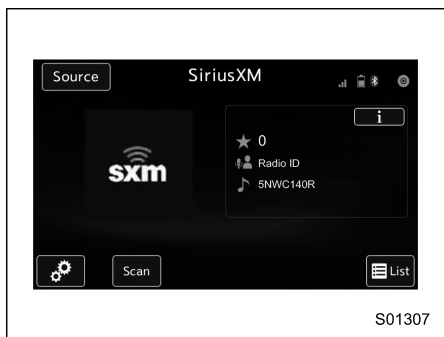 Source
SiriusXM
i
sxm
0
Radio ID
5NWC140R
Scan
List
S01307